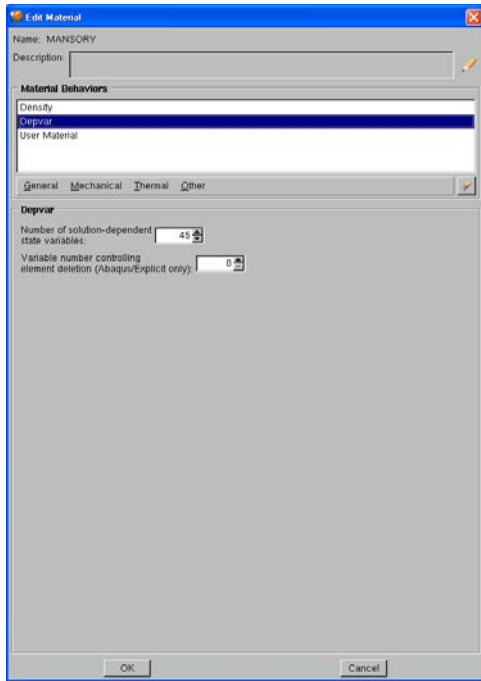 Edit Material
Name: MANSORY
Description:
Material Behaviors
Density
Depvar
User Material
General Mechanical Thermal Other
Depvar
Number of solution-dependent
state variables: 45
Variable number controlling
element deletion (Abaqus/Explicit only): 0
OK Cancel